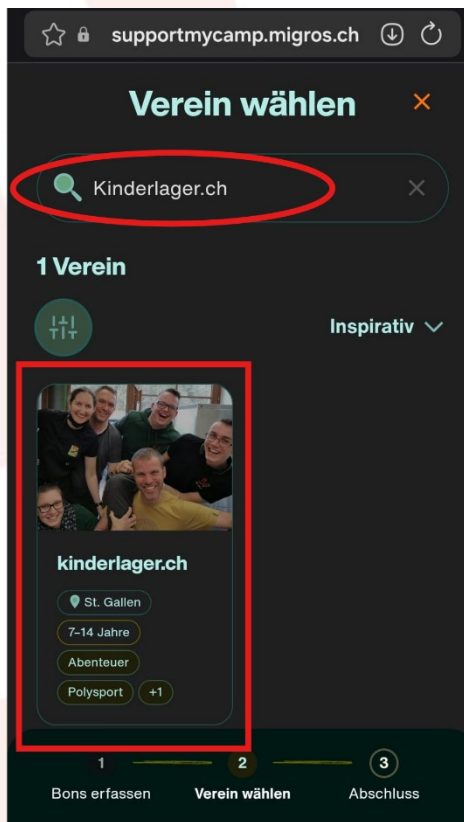 supportmycamp.migros.ch
Verein wählen
Kinderlager.ch
1 Verein
Inspirativ
kinderlager.ch
St. Gallen
7–14 Jahre
Abenteuer
Polysport +1
1 2 3
Bons erfassen Verein wählen Abschluss